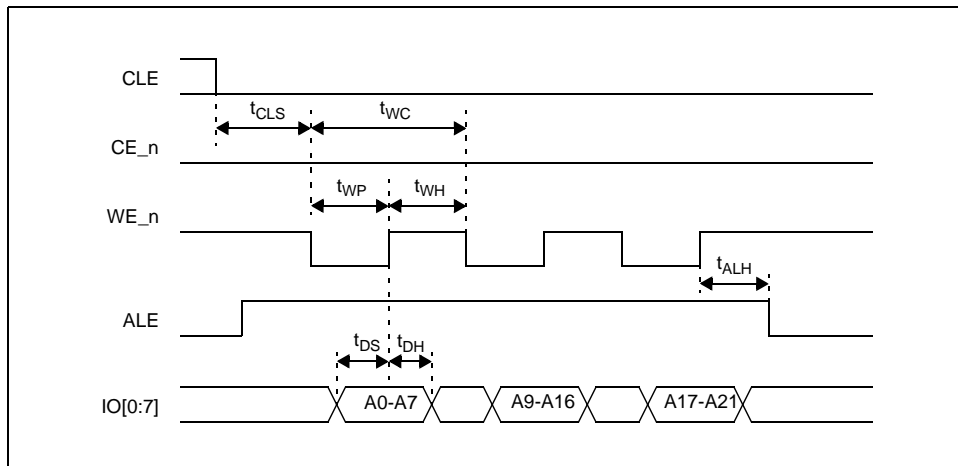 CLE
tCLS
tWC
CE_n
tWP
tWH
WE_n
tALH
ALE
tDS
tDH
IO[0:7]
A0-A7
A9-A16
A17-A21